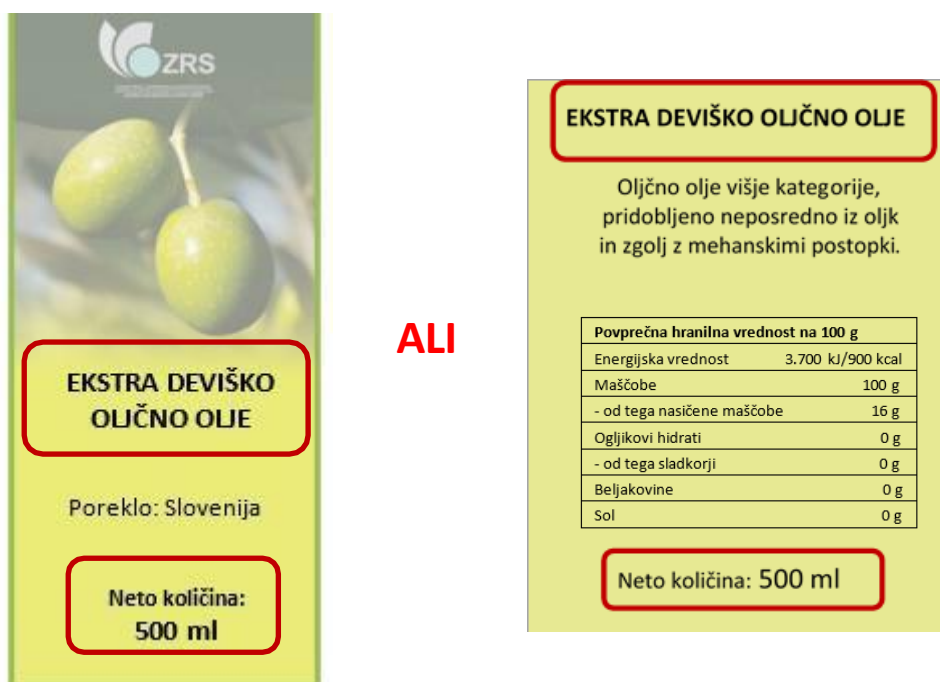 ZRS
EKSTRA DEVIŠKO
OLJČNO OLJE
Poreklo: Slovenija
Neto količina:
500 ml
ALI
EKSTRA DEVIŠKO OLJČNO OLJE
Oljčno olje višje kategorije,
pridobljeno neposredno iz oljk
in zgolj z mehanskimi postopki.
Povprečna hranilna vrednost na 100 g
Energijska vrednost 3.700 kJ/900 kcal
Maščobe 100 g
- od tega nasičene maščobe 16 g
Ogljikovi hidrati 0 g
- od tega sladkorji 0 g
Beljakovine 0 g
Sol 0 g
Neto količina: 500 ml